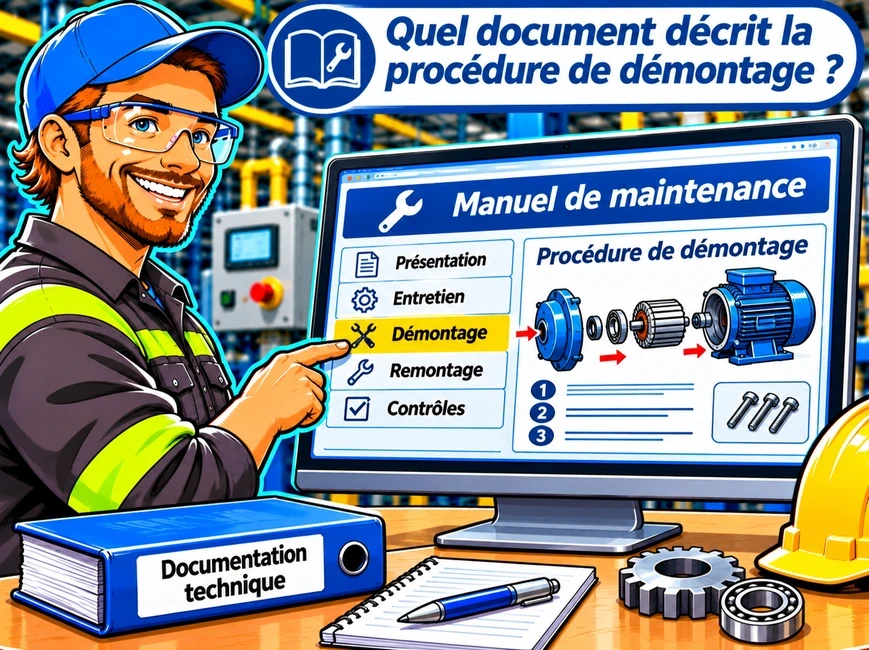 Quel document décrit la
procédure de démontage ?
Manuel de maintenance
Présentation
Entretien
Démontage
Remontage
Contrôles
Procédure de démontage
1
2
3
Documentation
technique